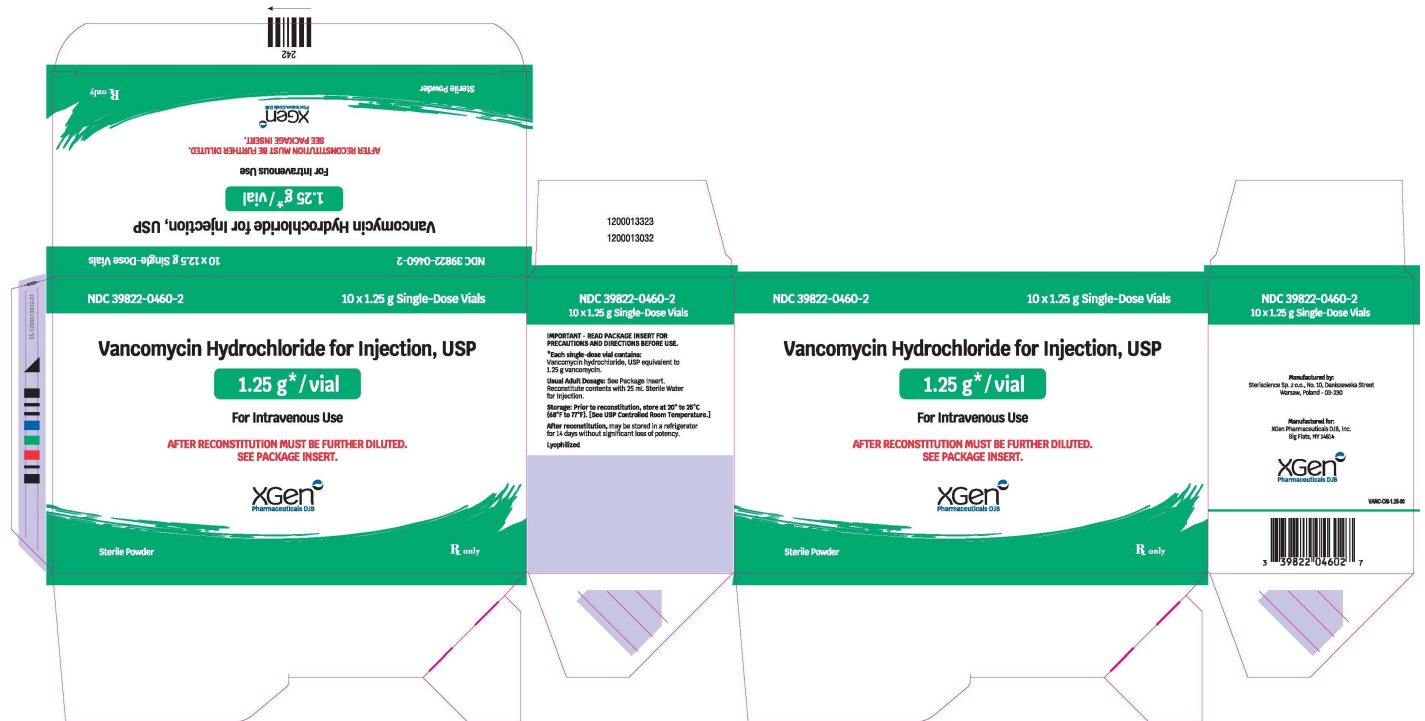 242
Rx only
Sterile Powder
XGen
Pharmaceuticals DJB
AFTER RECONSTITUTION MUST BE FURTHER DILUTED.
SEE PACKAGE INSERT.
For Intravenous Use
1.25 g*/vial
Vancomycin Hydrochloride for Injection, USP
10 x 12.5 g Single-Dose Vials
NDC 39822-0460-2
1200013323
1200013032
NDC 39822-0460-2
10 x 1.25 g Single-Dose Vials
Vancomycin Hydrochloride for Injection, USP
1.25 g*/vial
For Intravenous Use
AFTER RECONSTITUTION MUST BE FURTHER DILUTED.
SEE PACKAGE INSERT.
XGen
Pharmaceuticals DJB
Sterile Powder
Rx only
NDC 39822-0460-2
10 x 1.25 g Single-Dose Vials
IMPORTANT – READ PACKAGE INSERT FOR
PRECAUTIONS AND DIRECTIONS BEFORE USE.
*Each single-dose vial contains:
Vancomycin hydrochloride, USP equivalent to
1.25 g vancomycin.
Usual Adult Dosage: See Package Insert.
Reconstitute contents with 25 mL Sterile Water
for Injection.
Storage: Prior to reconstitution, store at 20° to 25°C
(68°F to 77°F). [See USP Controlled Room Temperature.]
After reconstitution, may be stored in a refrigerator
for 14 days without significant loss of potency.
Lyophilized
NDC 39822-0460-2
10 x 1.25 g Single-Dose Vials
Vancomycin Hydrochloride for Injection, USP
1.25 g*/vial
For Intravenous Use
AFTER RECONSTITUTION MUST BE FURTHER DILUTED.
SEE PACKAGE INSERT.
XGen
Pharmaceuticals DJB
Sterile Powder
Rx only
NDC 39822-0460-2
10 x 1.25 g Single-Dose Vials
Manufactured by:
Steriscience Sp. z o.o., No. 10, Daniszewska Street
Warsaw, Poland - 03-230
Manufactured for:
XGen Pharmaceuticals DJB, Inc.
Big Flats, NY 14814
XGen
Pharmaceuticals DJB
VANC-CN-1.25-00
3 39822 04602 7